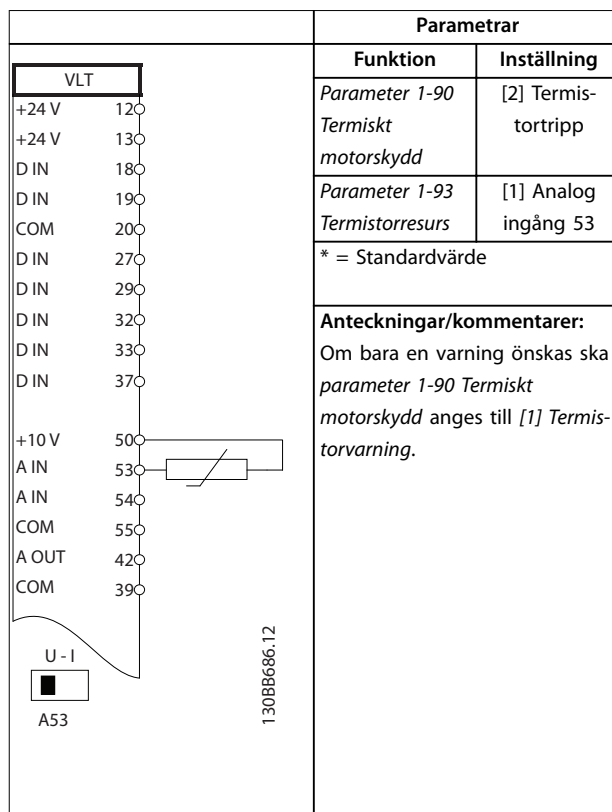 VLT
+24 V 12
+24 V 13
D IN 18
D IN 19
COM 20
D IN 27
D IN 29
D IN 32
D IN 33
D IN 37
+10 V 50
A IN 53
A IN 54
COM 55
A OUT 42
COM 39
U - I
A53
130BB686.12
Parametrar
Funktion Inställning
Parameter 1-90 [2] Termis-
Termiskt tortripp
motorskydd
Parameter 1-93 [1] Analog
Termistorresurs ingång 53
* = Standardvärde
Anteckningar/kommentarer:
Om bara en varning önskas ska
parameter 1-90 Termiskt
motorskydd anges till [1] Termis-
torvarning.